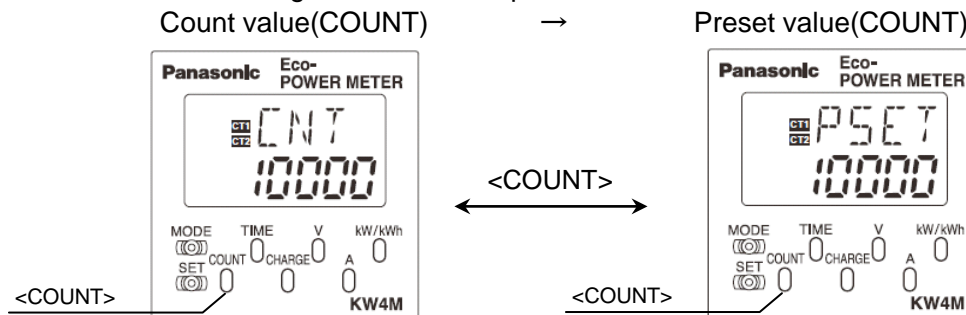 Count value(COUNT) → Preset value(COUNT)
Panasonic Eco-POWER METER
CT1
CT2
CNT
10000
MODE TIME V kW/kWh
SET COUNT CHARGE A
KW4M
<COUNT>
<COUNT>
Panasonic Eco-POWER METER
CT1
CT2
PSET
10000
MODE TIME V kW/kWh
SET COUNT CHARGE A
KW4M
<COUNT>